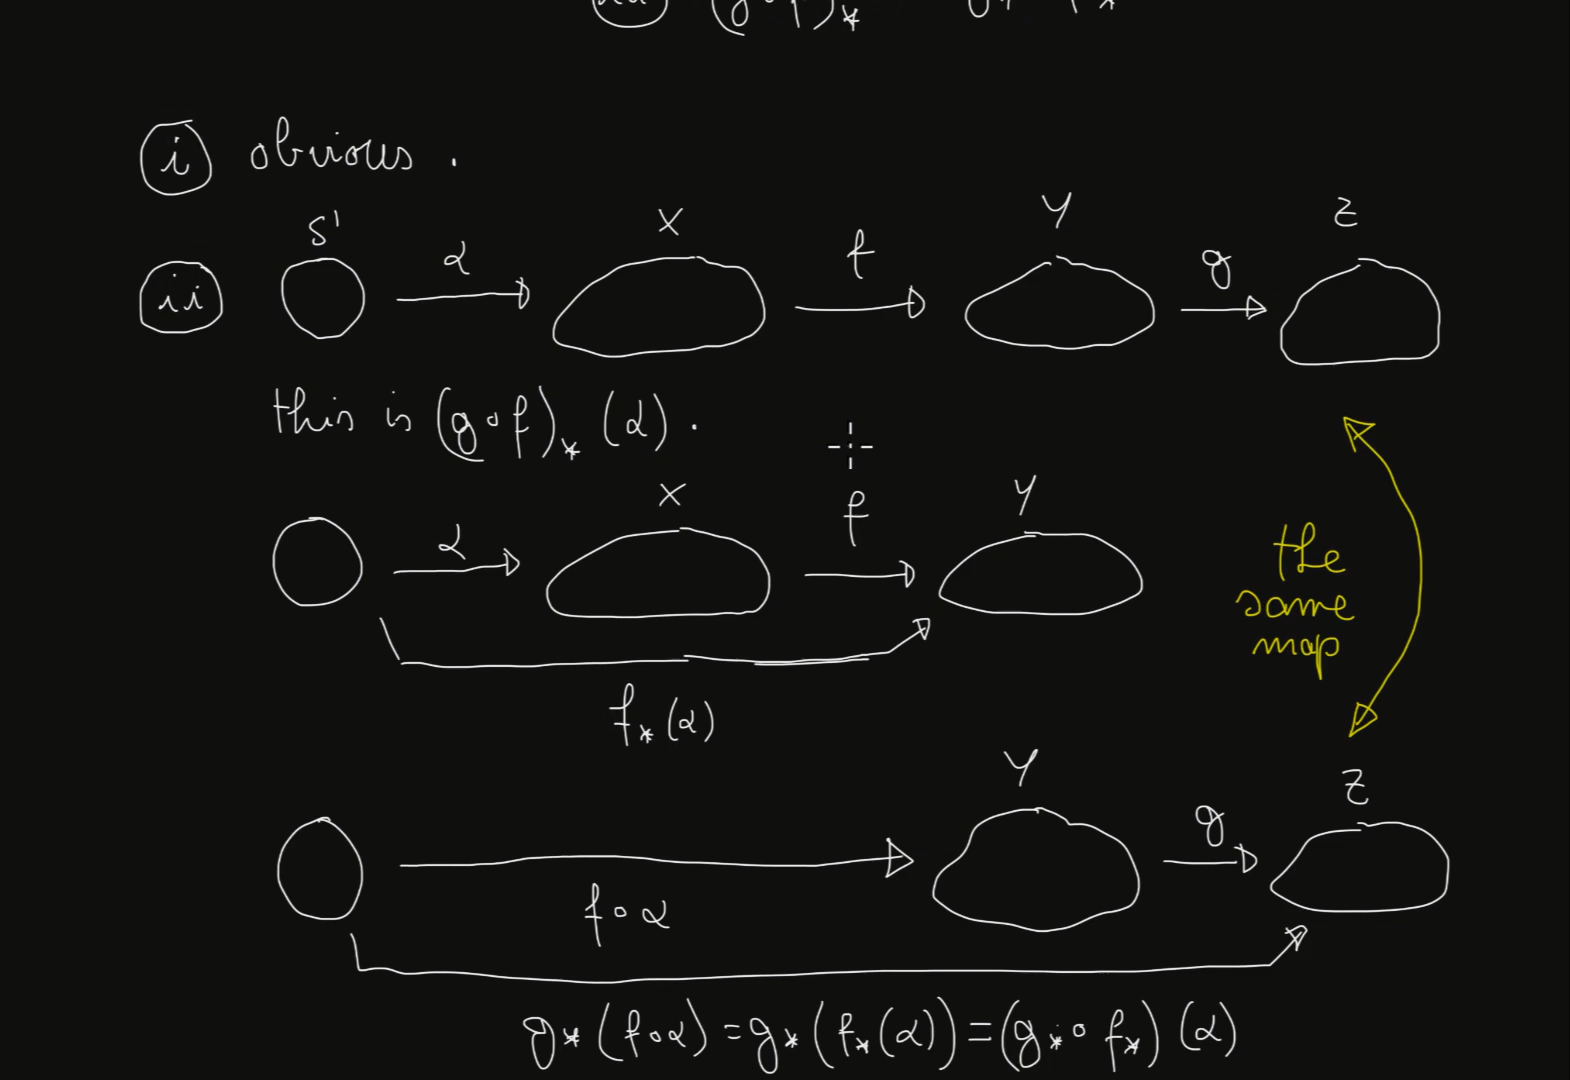 (g∘f)⁎
ⓘ obvious .
S¹ X Y Z
α f g
ii
this is (g∘f)⁎ (α) .
X Y
α f
the
same
map
f⁎(α)
Y Z
g
f∘α
g⁎(f∘α) = g⁎(f⁎(α)) = (g⁎∘ f⁎) (α)